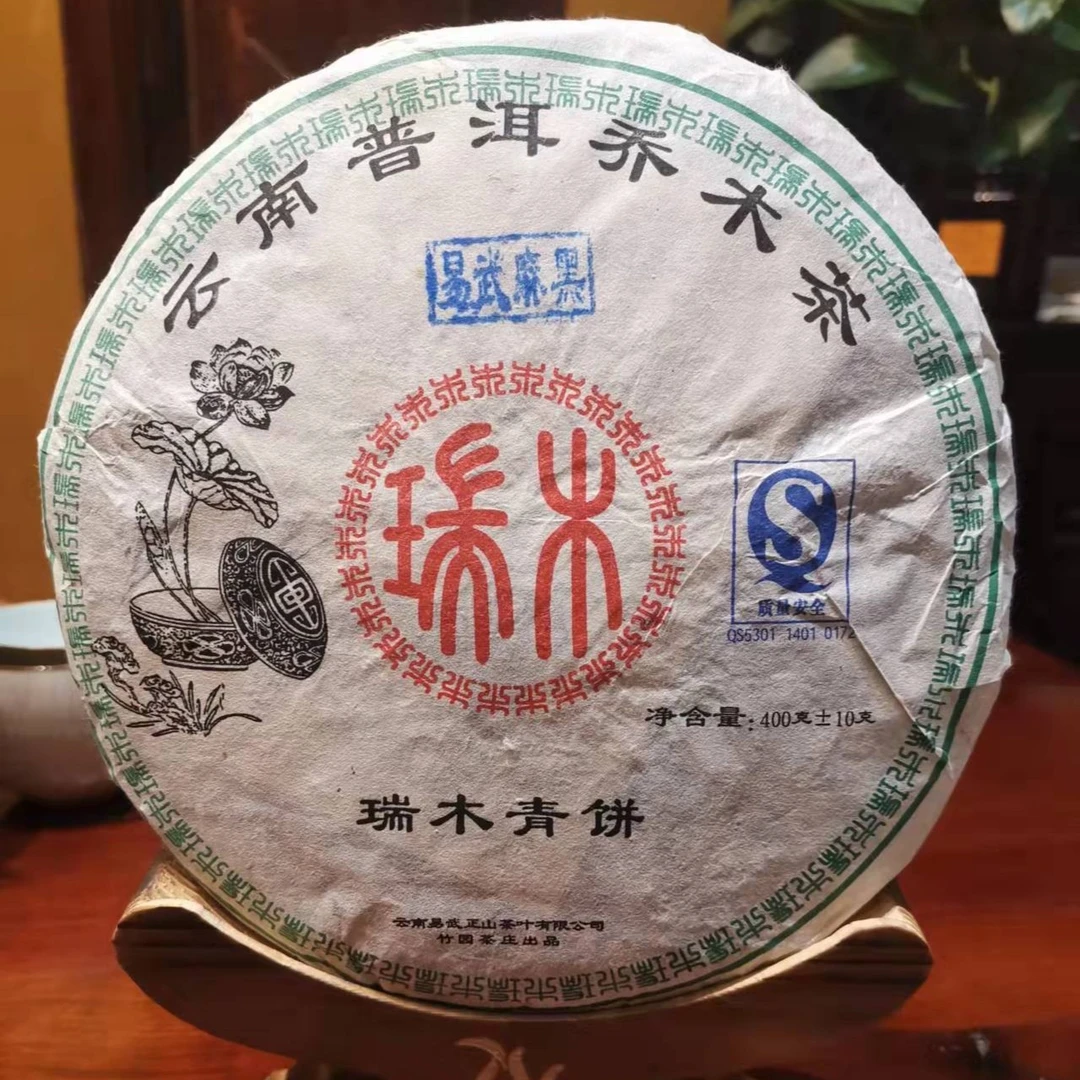 云南普洱乔木茶
易武麻黑
瑞木
质量安全
QS5301 1401 0172
净含量:400克±10克
瑞木青饼
云南易武正山茶叶有限公司
竹园茶庄出品